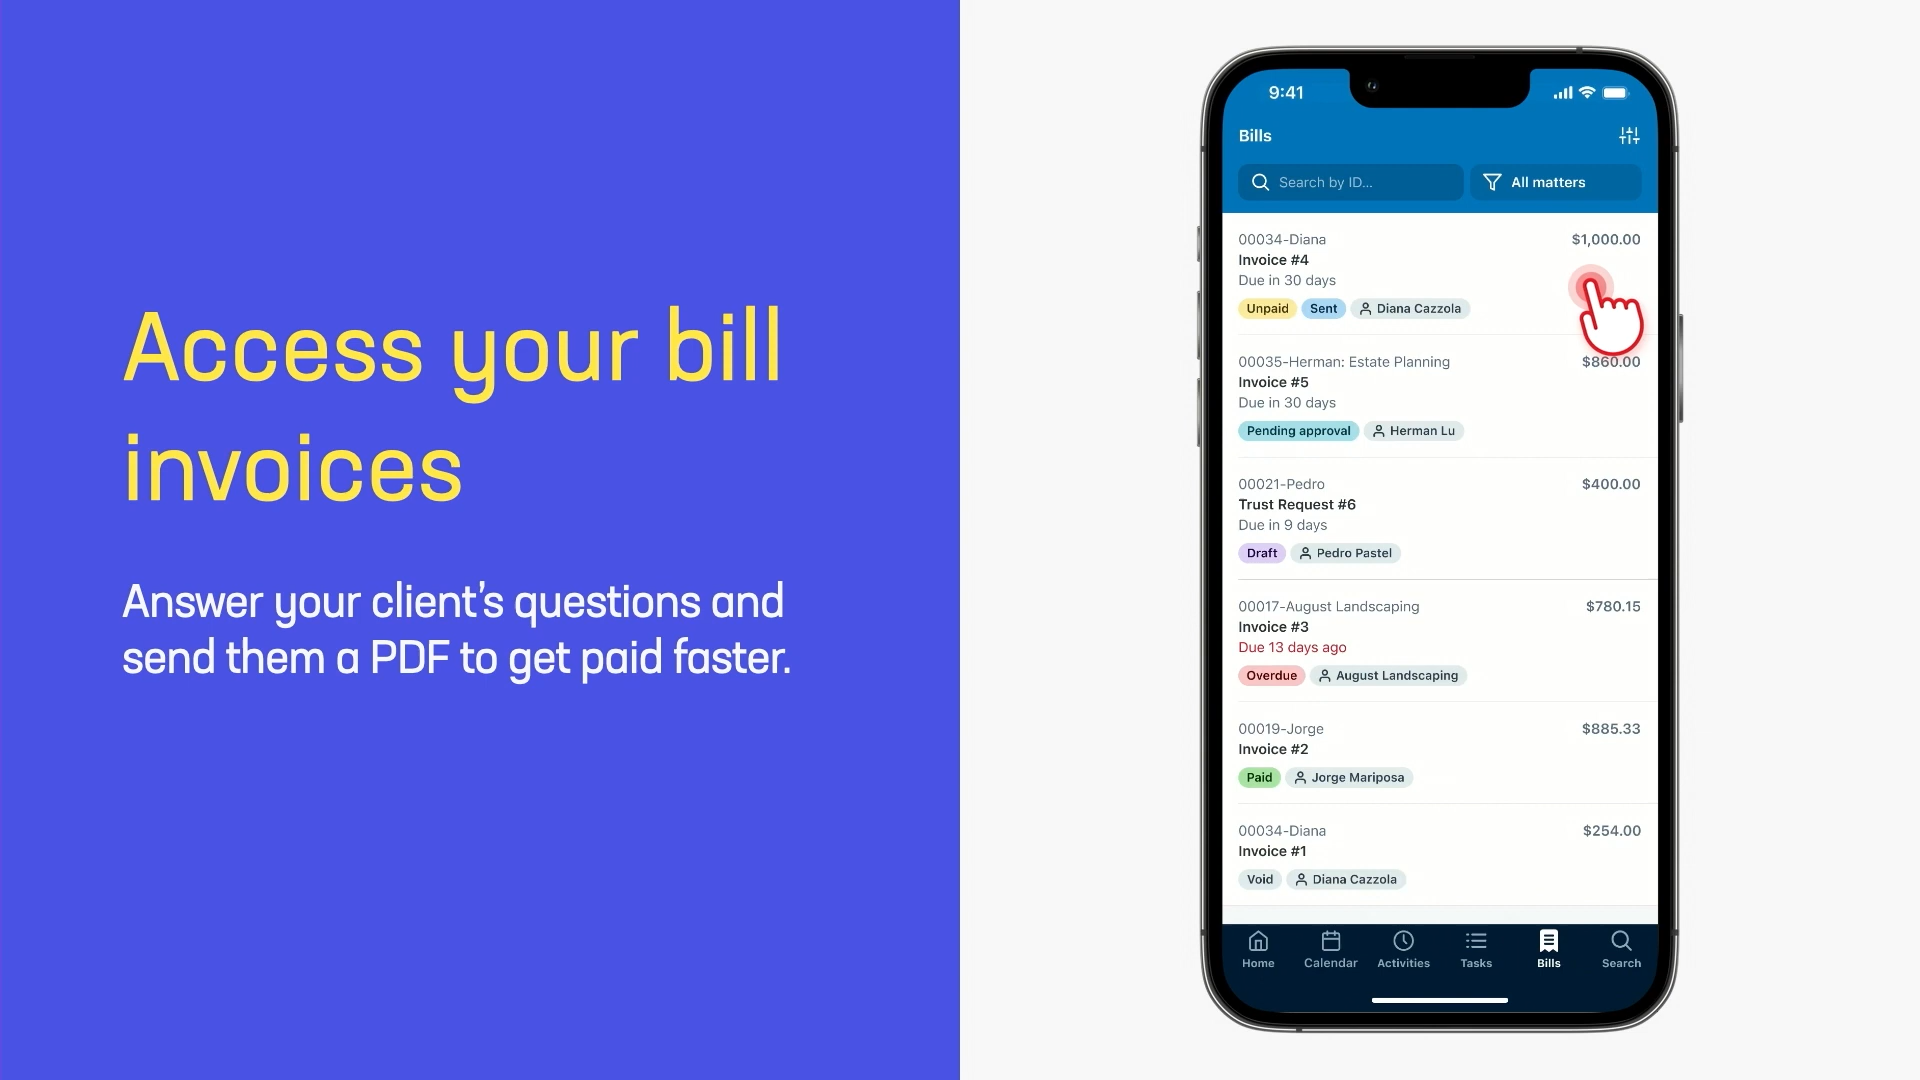 Access your bill
invoices
Answer your client's questions and
send them a PDF to get paid faster.
9:41
Bills
Search by ID...
All matters
00034-Diana
$1,000.00
Invoice #4
Due in 30 days
Unpaid
Sent
Diana Cazzola
00035-Herman: Estate Planning
$860.00
Invoice #5
Due in 30 days
Pending approval
Herman Lu
00021-Pedro
$400.00
Trust Request #6
Due in 9 days
Draft
Pedro Pastel
00017-August Landscaping
$780.15
Invoice #3
Due 13 days ago
Overdue
August Landscaping
00019-Jorge
$885.33
Invoice #2
Paid
Jorge Mariposa
00034-Diana
$254.00
Invoice #1
Void
Diana Cazzola
Home
Calendar
Activities
Tasks
Bills
Search